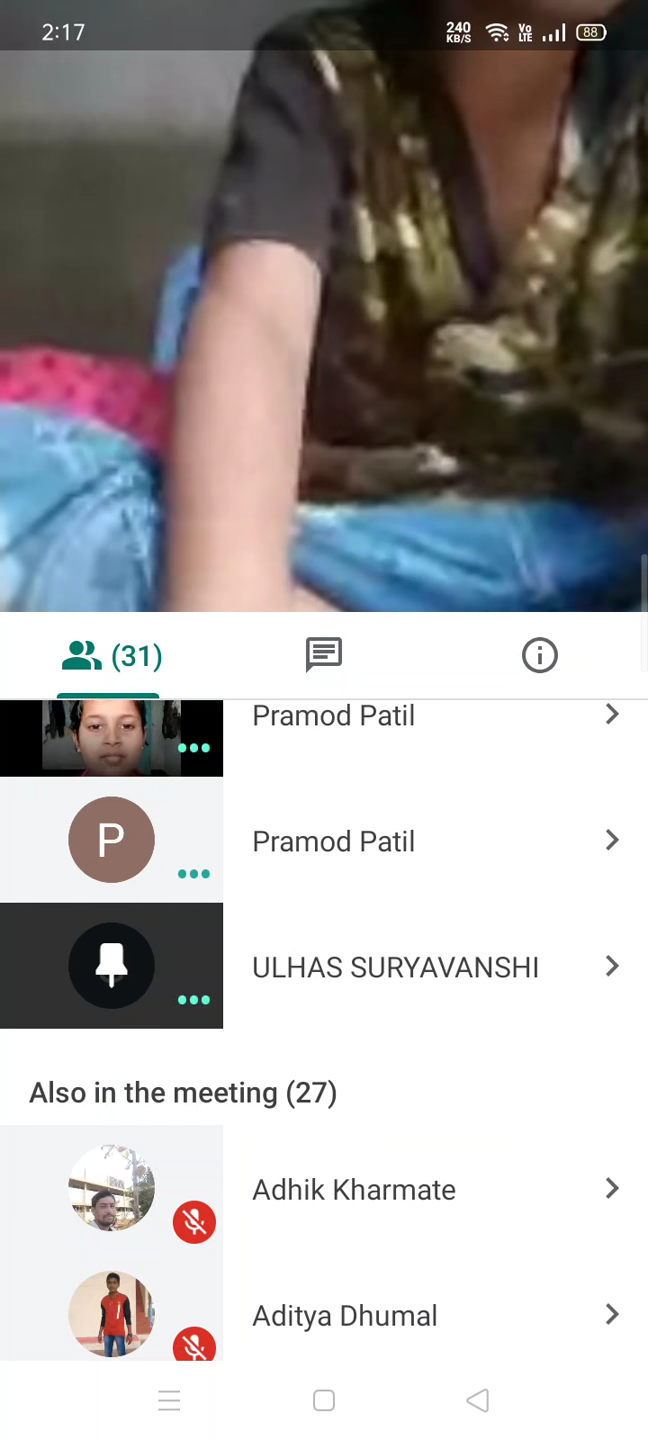 2:17 240 KB/S Vo LTE 88
(31)
Pramod Patil
P Pramod Patil
ULHAS SURYAVANSHI
Also in the meeting (27)
Adhik Kharmate
Aditya Dhumal